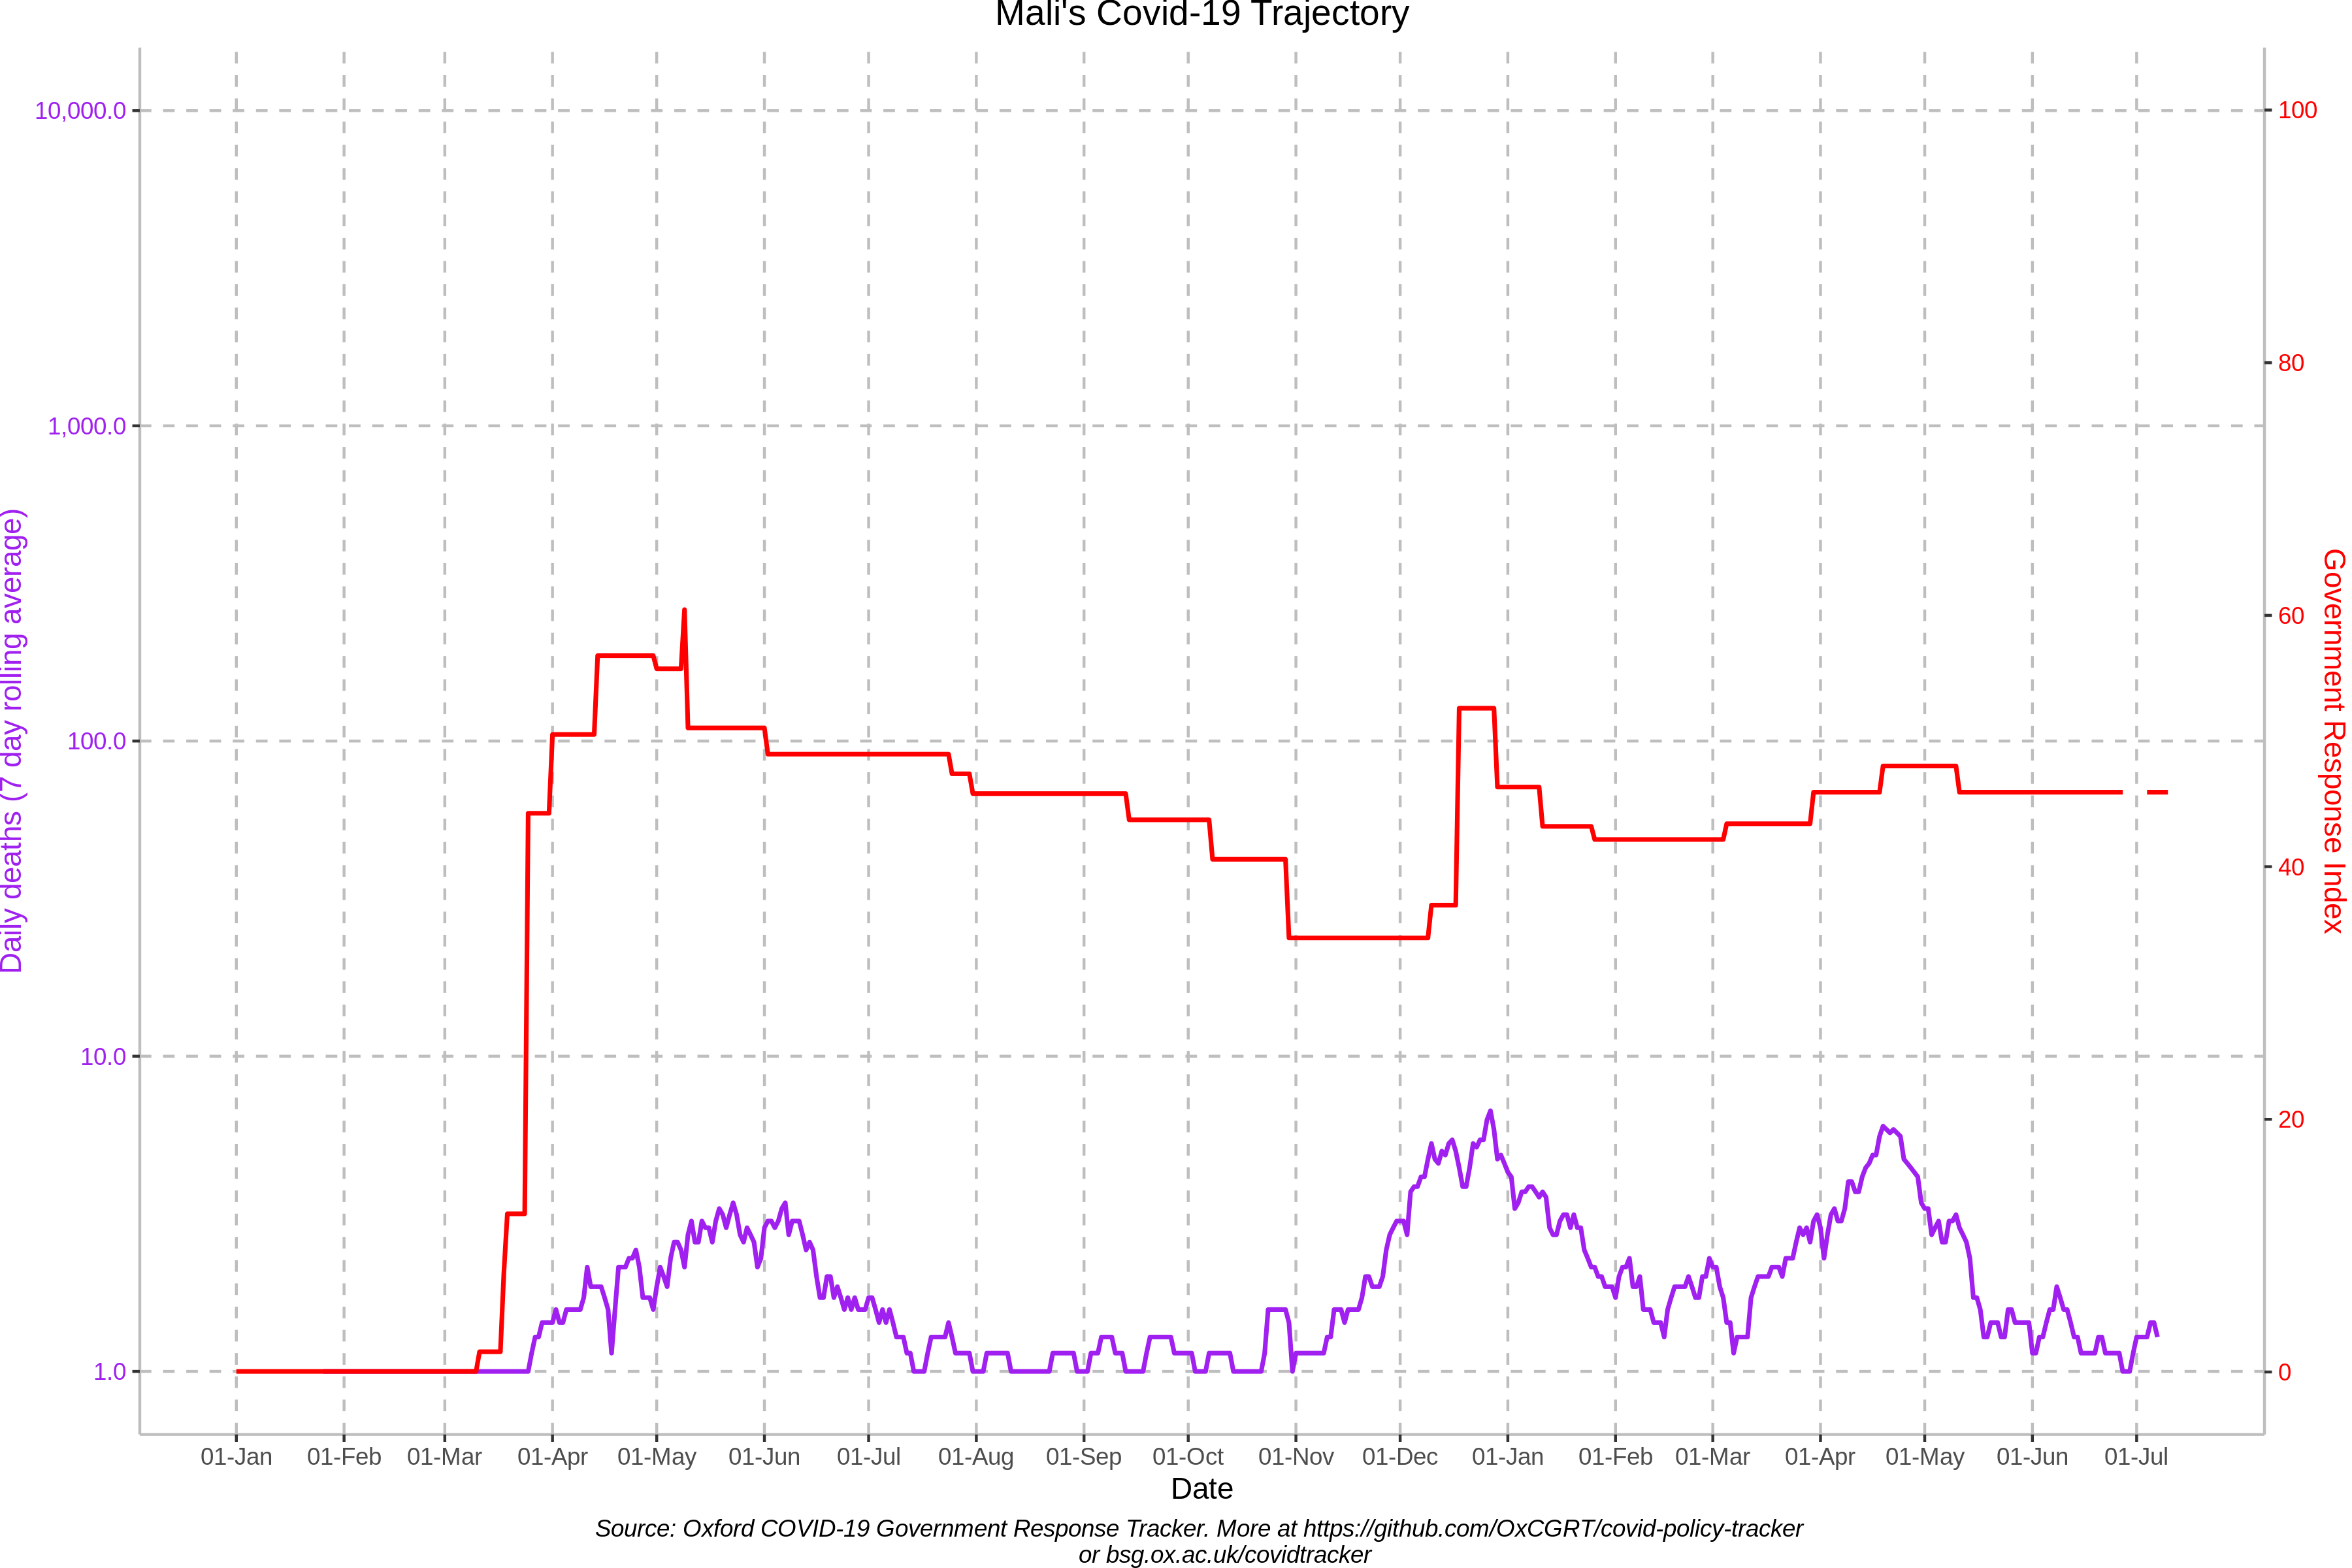 Mali's Covid-19 Trajectory
10,000.0
1,000.0
100.0
10.0
1.0
Daily deaths (7 day rolling average)
100
80
60
40
20
0
Government Response Index
01-Jan 01-Feb 01-Mar 01-Apr 01-May 01-Jun 01-Jul 01-Aug 01-Sep 01-Oct 01-Nov 01-Dec 01-Jan 01-Feb 01-Mar 01-Apr 01-May 01-Jun 01-Jul
Date
Source: Oxford COVID-19 Government Response Tracker. More at https://github.com/OxCGRT/covid-policy-tracker
or bsg.ox.ac.uk/covidtracker